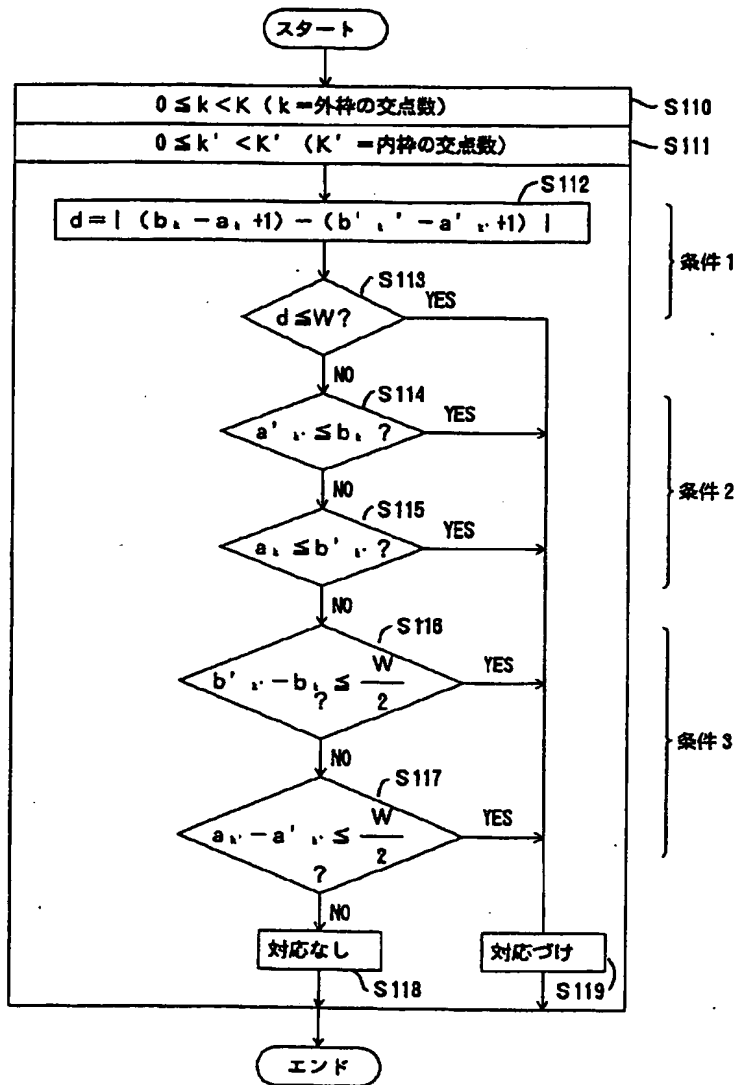 スタート
0≦k<K (k=外枠の交点数)
S110
0≦k'<K' (K'=内枠の交点数)
S111
S112
d=| (bₖ-aₖ+1)-(b'ₖ'-a'ₖ'+1) |
条件1
S113
d≦W?
YES
NO
S114
a'ₖ'≦bₖ ?
YES
NO
条件2
S115
aₖ≦b'ₖ' ?
YES
NO
S116
b'ₖ'-bₖ≦W/2
?
YES
NO
条件3
S117
aₖ'-a'ₖ'≦W/2
?
YES
NO
対応なし
対応づけ
S118
S119
エンド